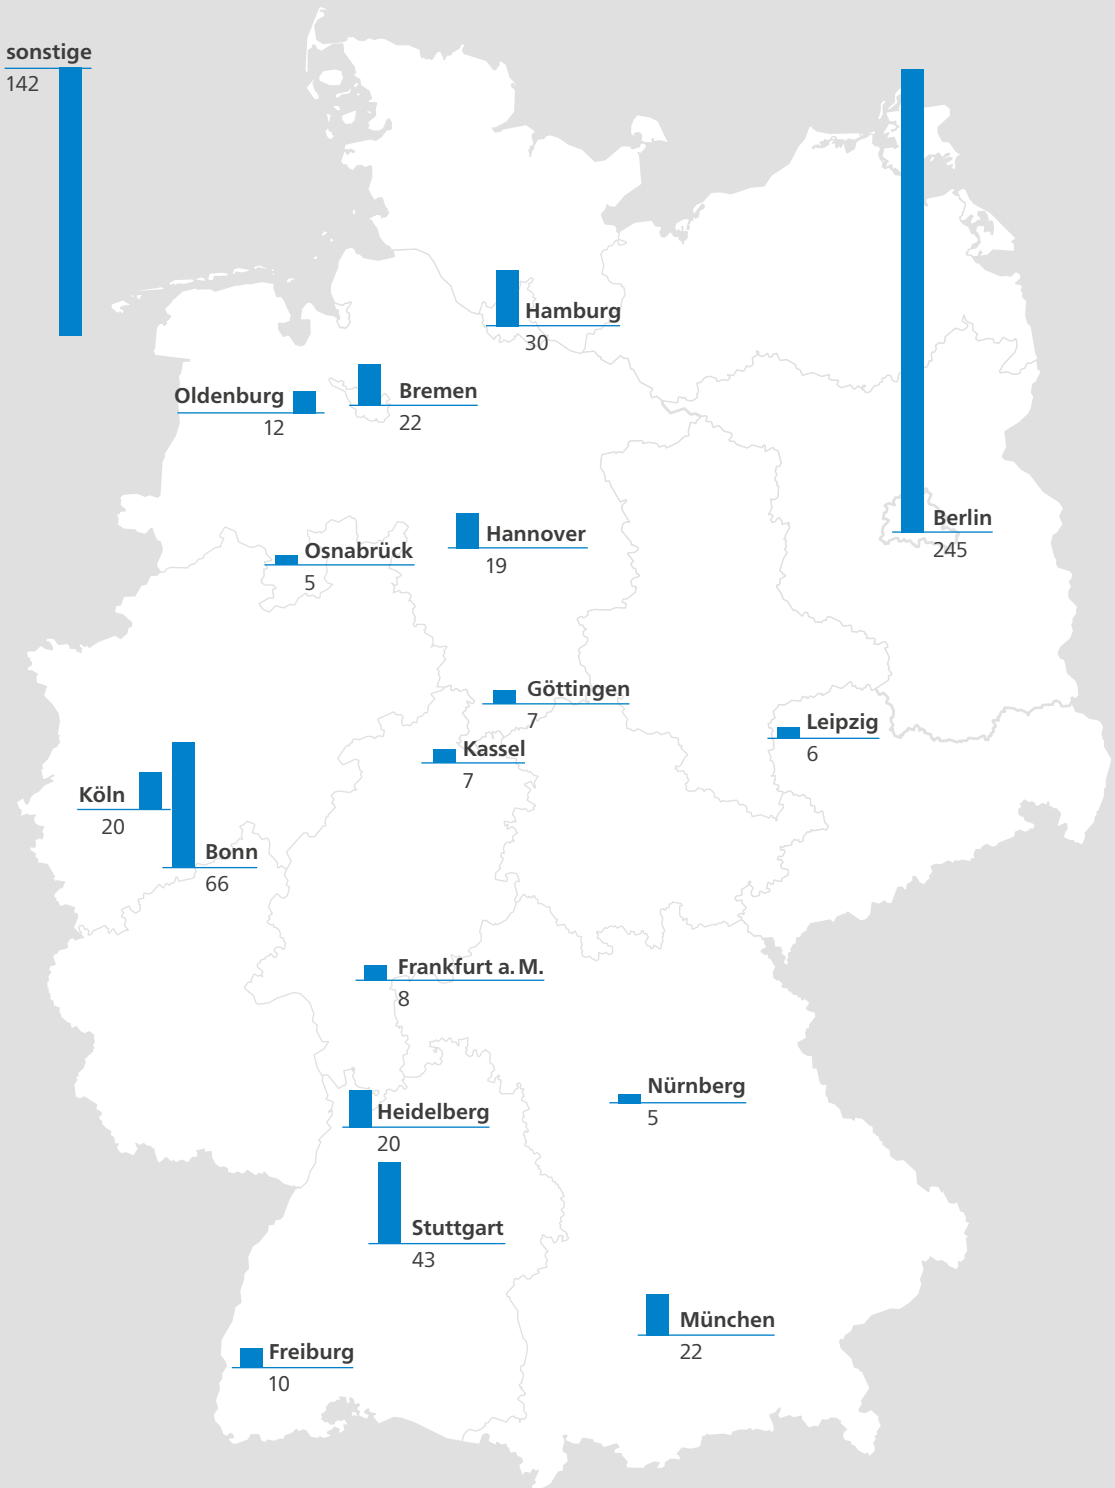 sonstige
142
Hamburg
30
Oldenburg
12
Bremen
22
Berlin
245
Hannover
19
Osnabrück
5
Göttingen
7
Leipzig
6
Kassel
7
Köln
20
Bonn
66
Frankfurt a. M.
8
Nürnberg
5
Heidelberg
20
Stuttgart
43
München
22
Freiburg
10